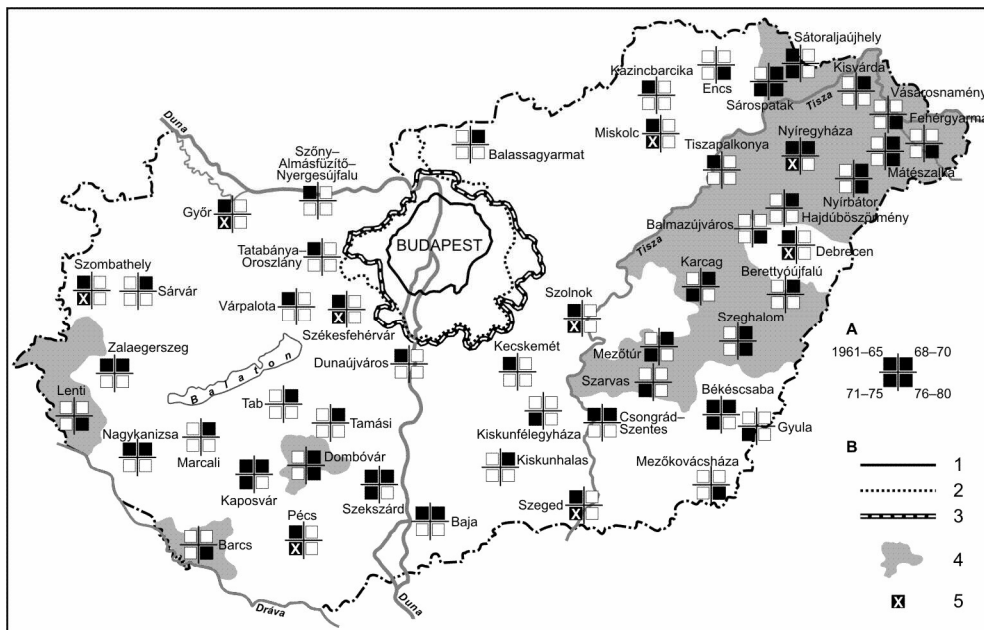 Sátoraljaújhely
Kazincbarcika
Encs
Kisvárda
Sárospatak
Tisza
Vásárosnamény
Fehérgyarma
Duna
Miskolc
Nyíregyháza
Balassagyarmat
Tiszapalkonya
Szőny–
Almásfüzítő–
Nyergesújfalu
Mátészalka
Nyírbátor
Győr
Hajdúböszörmény
Balmazújváros
X
Debrecen
BUDAPEST
Tisza
Tatabánya–
Oroszlány
Karcag
Berettyóújfalú
Szombathely
Sárvár
Várpalota
Székesfehérvár
Szolnok
Szeghalom
A
Zalaegerszeg
Dunaújváros
Kecskemét
Mezőtúr
1961–65
68–70
71–75
76–80
Balaton
Szarvas
Lenti
Tab
Tamási
Békéscsaba
Nagykanizsa
Marcali
Kiskunfélegyháza
Csongrád–
Szentes
Gyula
B
Dombóvár
Kiskunhalas
Mezőkovácsháza
1
Kaposvár
Szekszárd
2
Pécs
Baja
Szeged
3
Barcs
4
Dráva
Duna
X
5